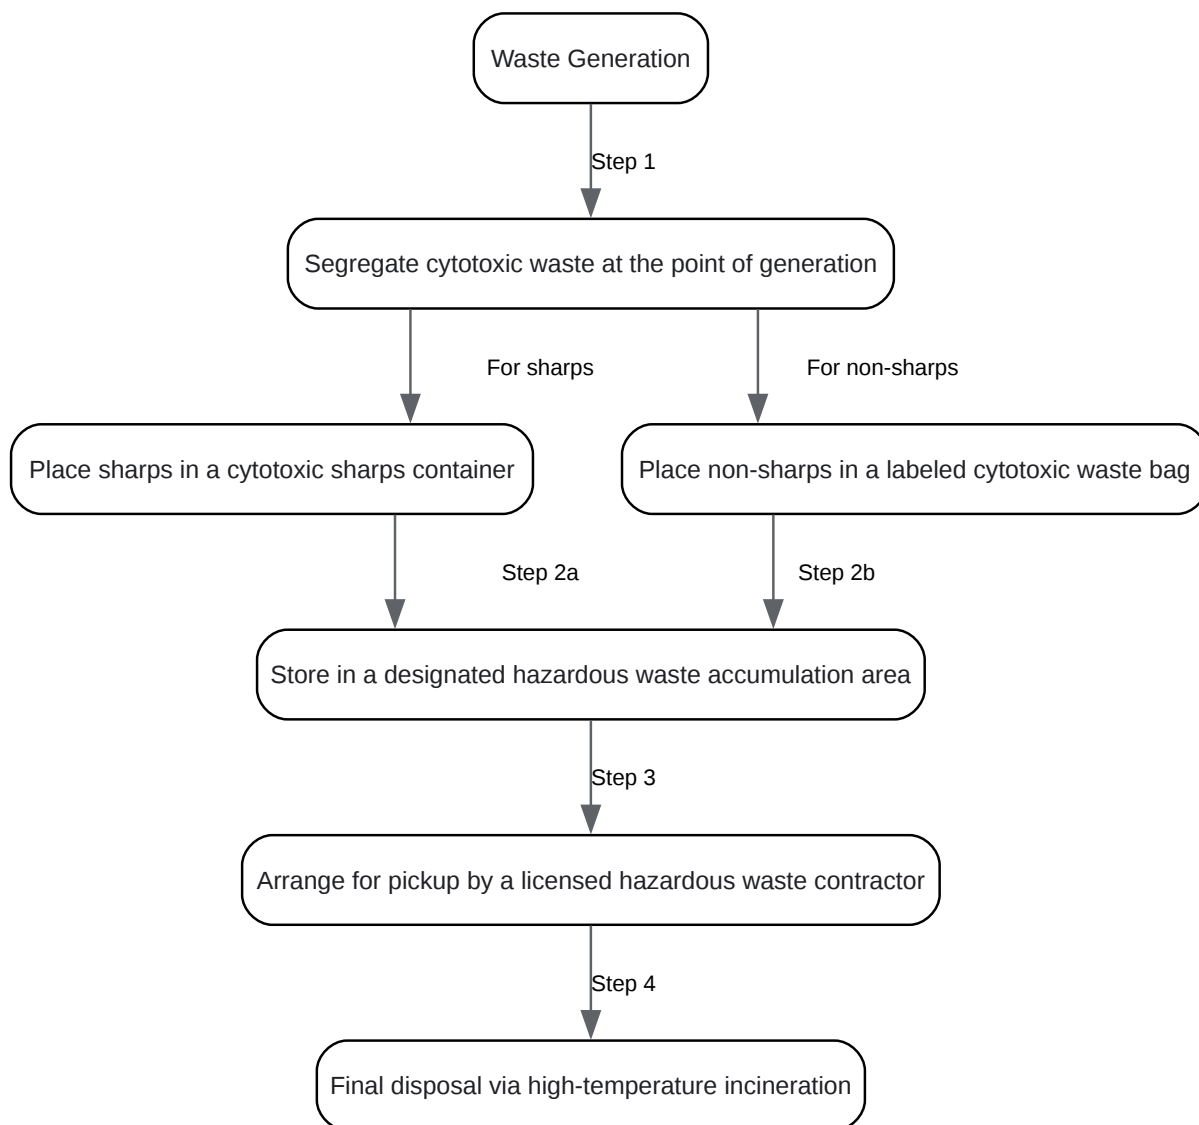 Waste Generation
Step 1
Segregate cytotoxic waste at the point of generation
For sharps
For non-sharps
Place sharps in a cytotoxic sharps container
Place non-sharps in a labeled cytotoxic waste bag
Step 2a
Step 2b
Store in a designated hazardous waste accumulation area
Step 3
Arrange for pickup by a licensed hazardous waste contractor
Step 4
Final disposal via high-temperature incineration